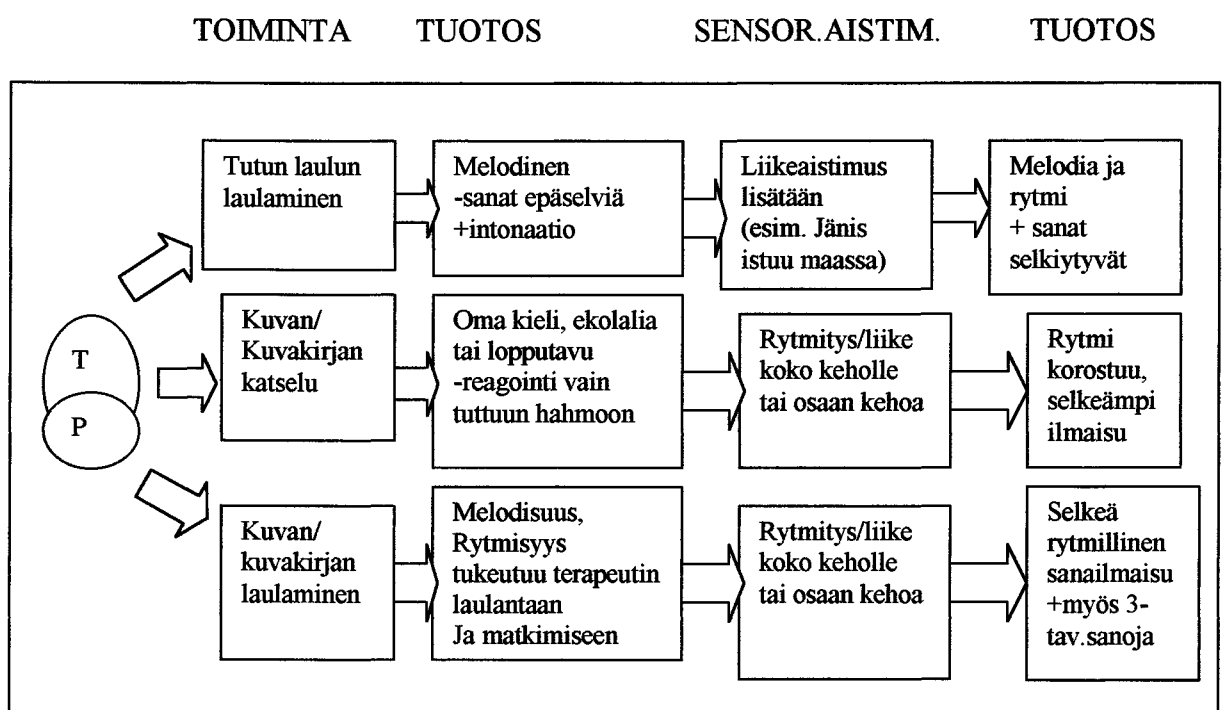 TOIMINTA TUOTOS SENSOR.AISTIM. TUOTOS
Tutun laulun
laulaminen
Melodinen
-sanat epäselviä
+intonaatio
Liikeaistimus
lisätään
(esim. Jänis
istuu maassa)
Melodia ja
rytmi
+ sanat
selkiytyvät
T
P
Kuvan/
Kuvakirjan
katselu
Oma kieli, ekolalia
tai lopputavu
-reagointi vain
tuttuun hahmoon
Rytmitys/liike
koko keholle
tai osaan kehoa
Rytmi
korostuu,
selkeämpi
ilmaisu
Kuvan/
kuvakirjan
laulaminen
Melodisuus,
Rytmisyys
tukeutuu terapeutin
laulantaan
Ja matkimiseen
Rytmitys/liike
koko keholle
tai osaan kehoa
Selkeä
rytmillinen
sanailmaisu
+myös 3-
tav.sanoja